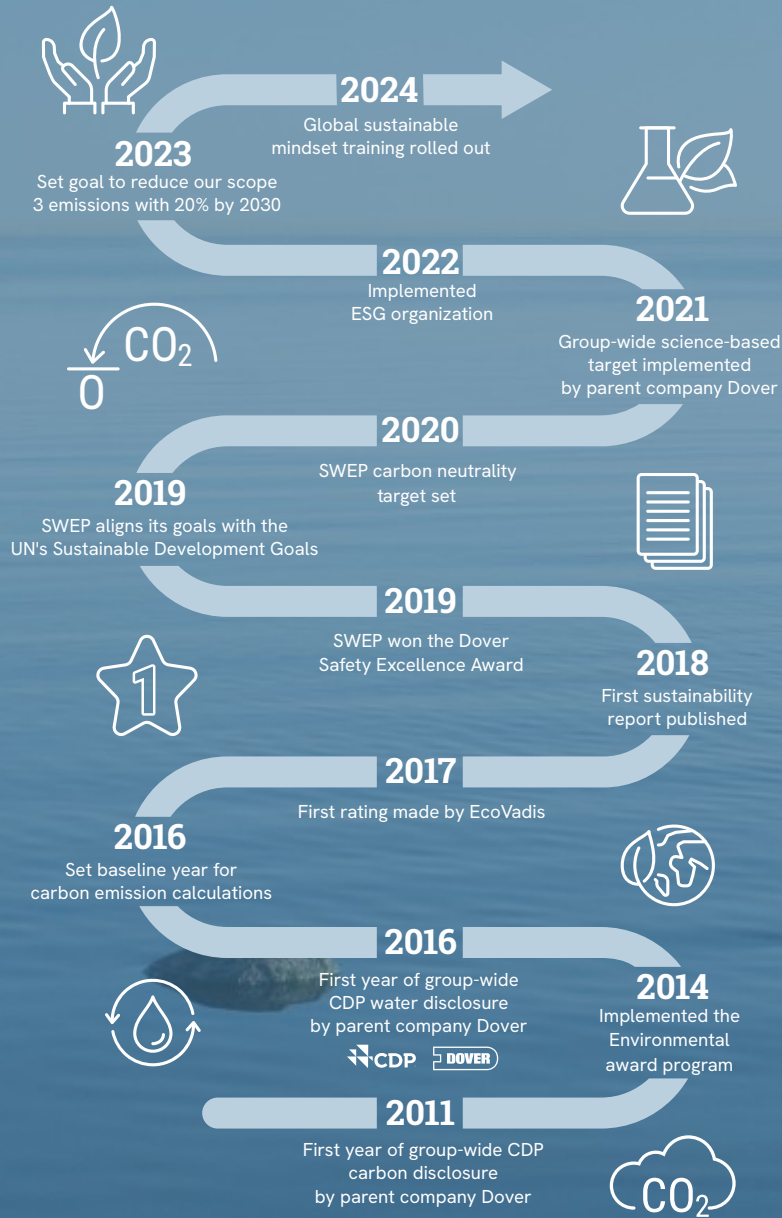 2024
Global sustainable
mindset training rolled out
2023
Set goal to reduce our scope
3 emissions with 20% by 2030
2022
Implemented
ESG organization
2021
Group-wide science-based
target implemented
by parent company Dover
CO2
0
2020
SWEP carbon neutrality
target set
2019
SWEP aligns its goals with the
UN's Sustainable Development Goals
2019
SWEP won the Dover
Safety Excellence Award
2018
First sustainability
report published
1
2017
First rating made by EcoVadis
2016
Set baseline year for
carbon emission calculations
2016
First year of group-wide
CDP water disclosure
by parent company Dover
CDP DOVER
2014
Implemented the
Environmental
award program
2011
First year of group-wide CDP
carbon disclosure
by parent company Dover
CO2